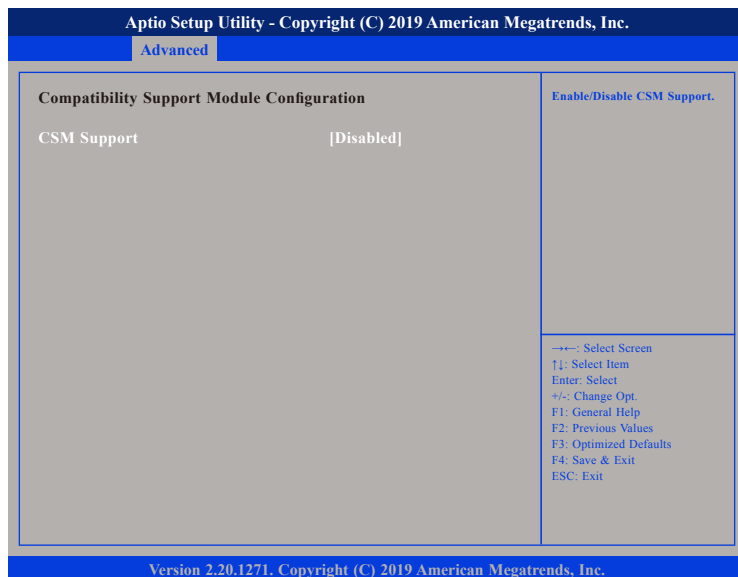 Aptio Setup Utility - Copyright (C) 2019 American Megatrends, Inc.
Advanced
Compatibility Support Module Configuration
CSM Support [Disabled]
Enable/Disable CSM Support.
→←: Select Screen
↑↓: Select Item
Enter: Select
+/-: Change Opt.
F1: General Help
F2: Previous Values
F3: Optimized Defaults
F4: Save & Exit
ESC: Exit
Version 2.20.1271. Copyright (C) 2019 American Megatrends, Inc.